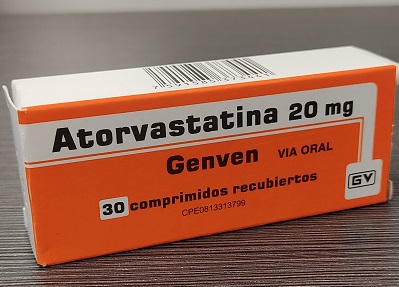 Atorvastatina 20 mg
Genven VIA ORAL
GV
30 comprimidos recubiertos
CPE0813313799